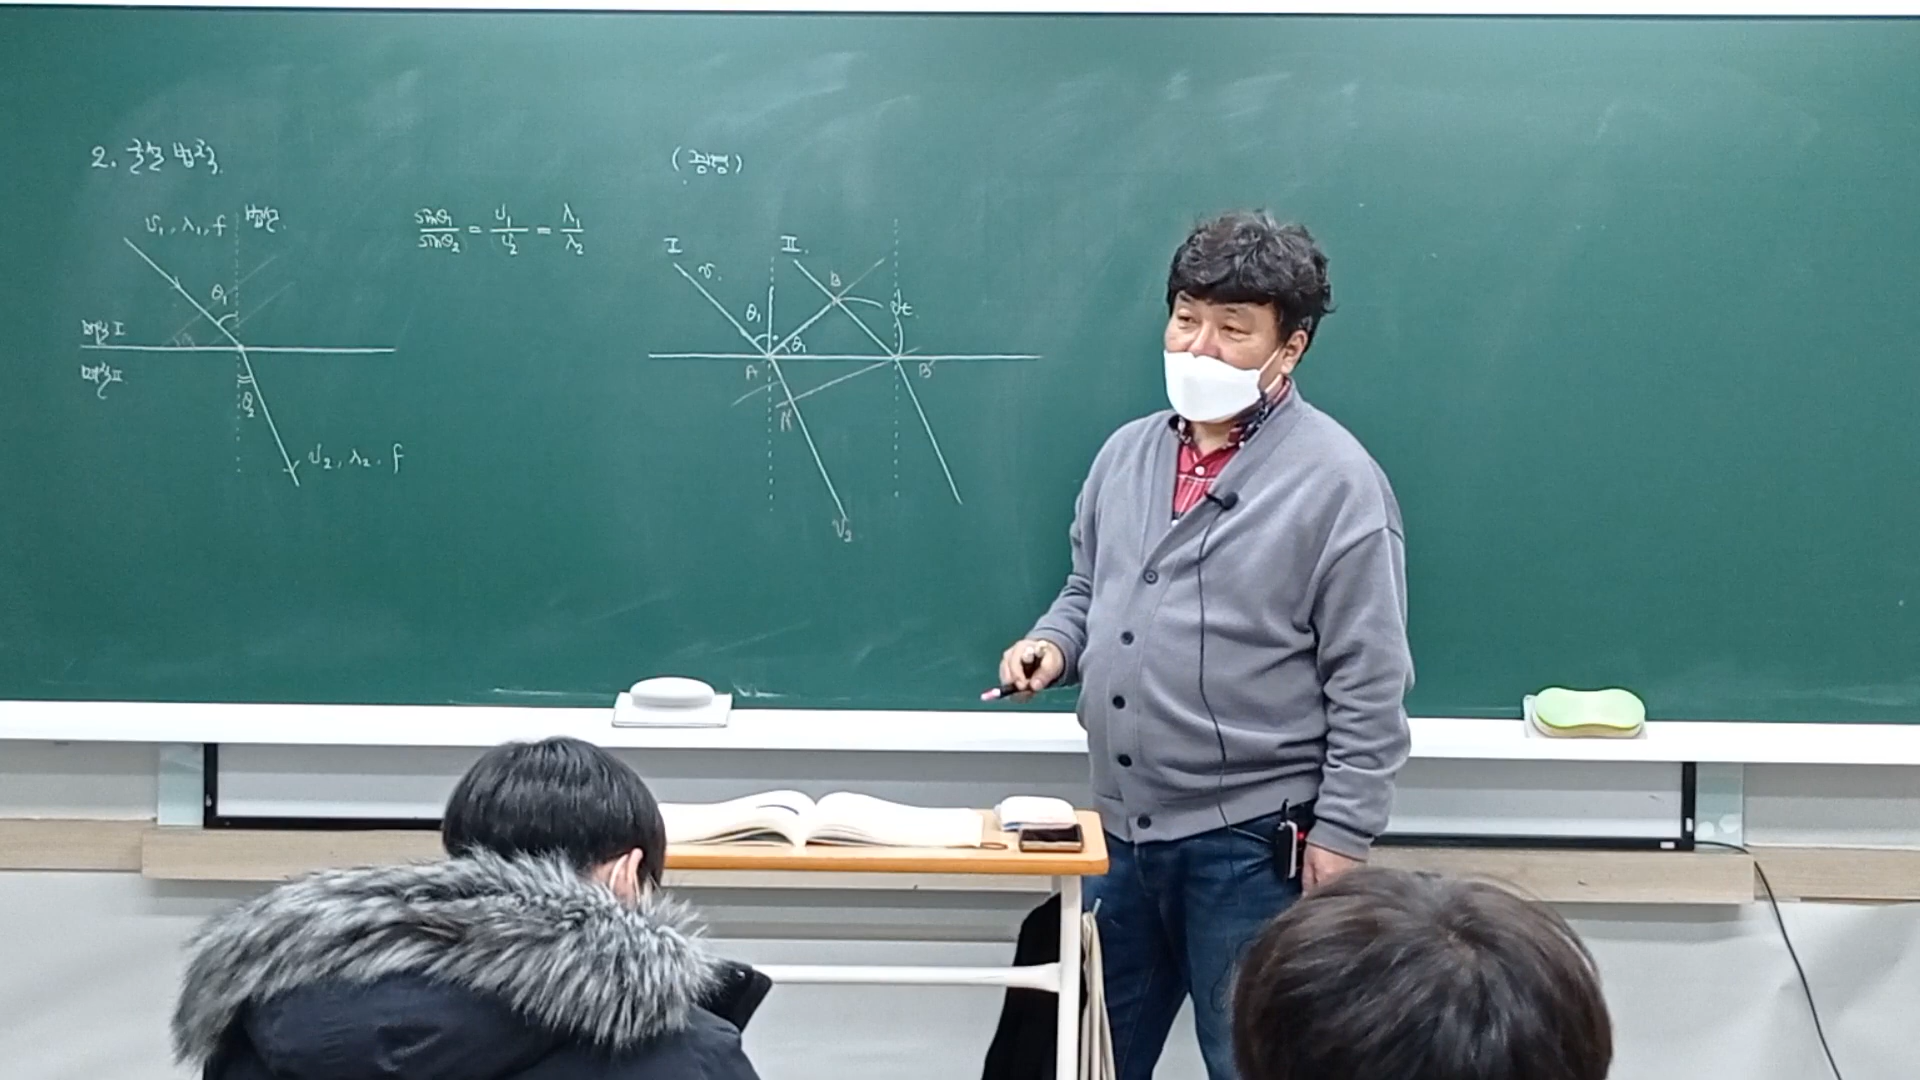 2. 굴절 법칙.
v₁, λ₁, f
법선.
θ₁
매질 I
매질 II
θ₂
v₂, λ₂, f
sinθ₁/sinθ₂ = v₁/v₂ = λ₁/λ₂
(증명)
I
II
v₁
B
θ₁
v₁t
θ₁
A
B'
A'
v₂